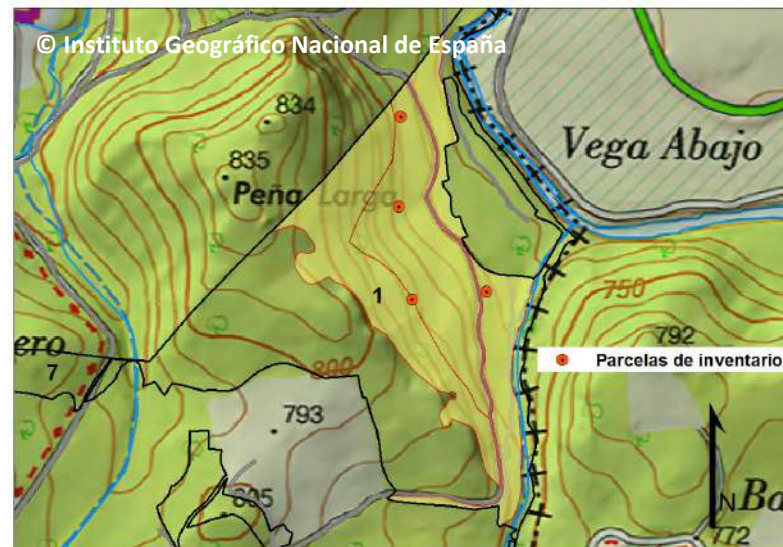 © Instituto Geográfico Nacional de España
834
835
Peña Larga
Vega Abajo
1
750
792
Parcelas de inventario
ero
7
800
793
805
N
Ba
772